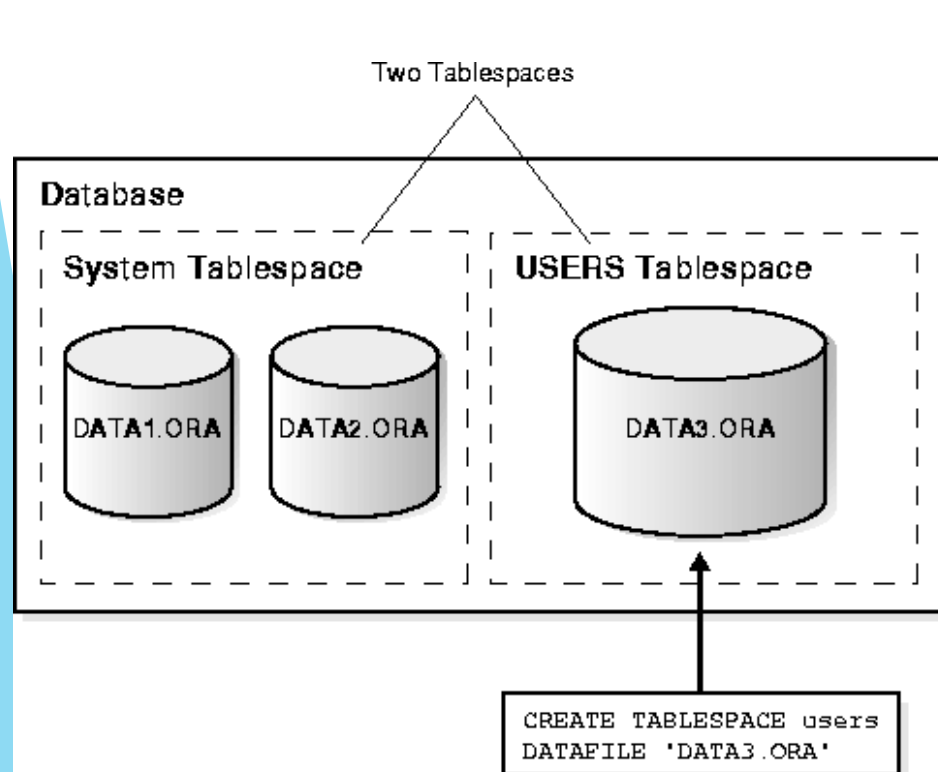 Two Tablespaces
Database
System Tablespace
USERS Tablespace
DATA1.ORA
DATA2.ORA
DATA3.ORA
CREATE TABLESPACE users
DATAFILE 'DATA3.ORA'